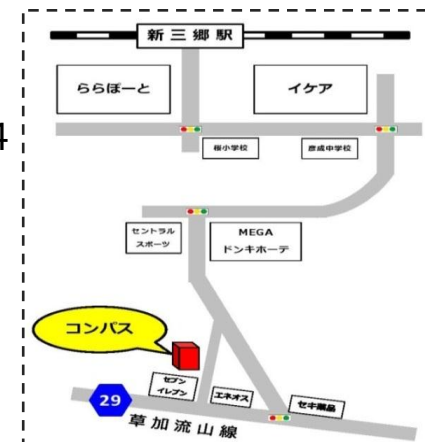 新三郷駅
ららぽーと
イケア
4
桜小学校
彦成中学校
セントラル
スポーツ
MEGA
ドンキホーテ
コンパス
セブン
イレブン
エネオス
セキ薬品
29
草加流山線